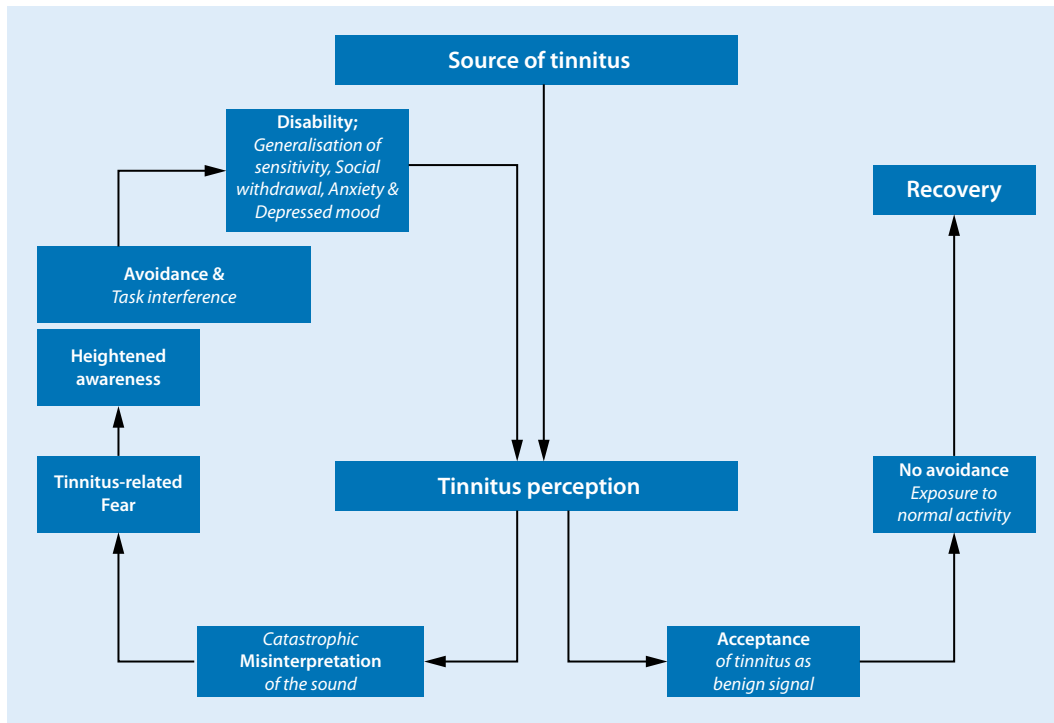 Source of tinnitus
Disability;
Generalisation of
sensitivity, Social
withdrawal, Anxiety &
Depressed mood
Recovery
Avoidance &
Task interference
Heightened
awareness
Tinnitus-related
Fear
Tinnitus perception
No avoidance
Exposure to
normal activity
Catastrophic
Misinterpretation
of the sound
Acceptance
of tinnitus as
benign signal